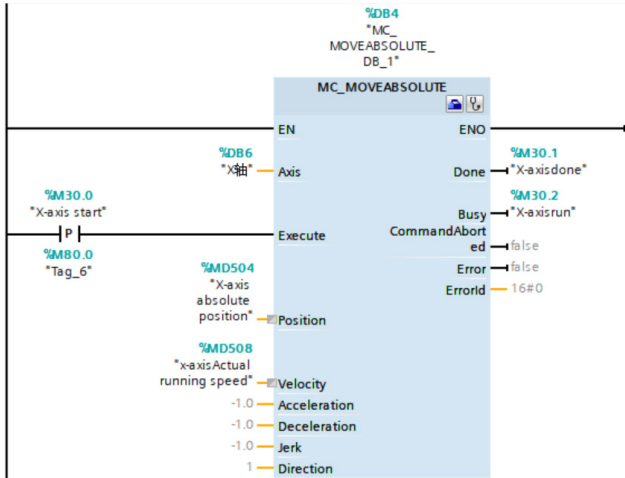 %DB4
"MC_
MOVEABSOLUTE_
DB_1"
MC_MOVEABSOLUTE
EN
ENO
%DB6
"X轴"
Axis
Done
%M30.1
"X-axisdone"
%M30.0
"X-axis start"
P
%M80.0
"Tag_6"
Execute
Busy
%M30.2
"X-axisrun"
CommandAbort
ed
false
Error
false
ErrorId
16#0
%MD504
"X-axis
absolute
position"
Position
%MD508
"x-axisActual
running speed"
Velocity
-1.0
Acceleration
-1.0
Deceleration
-1.0
Jerk
1
Direction